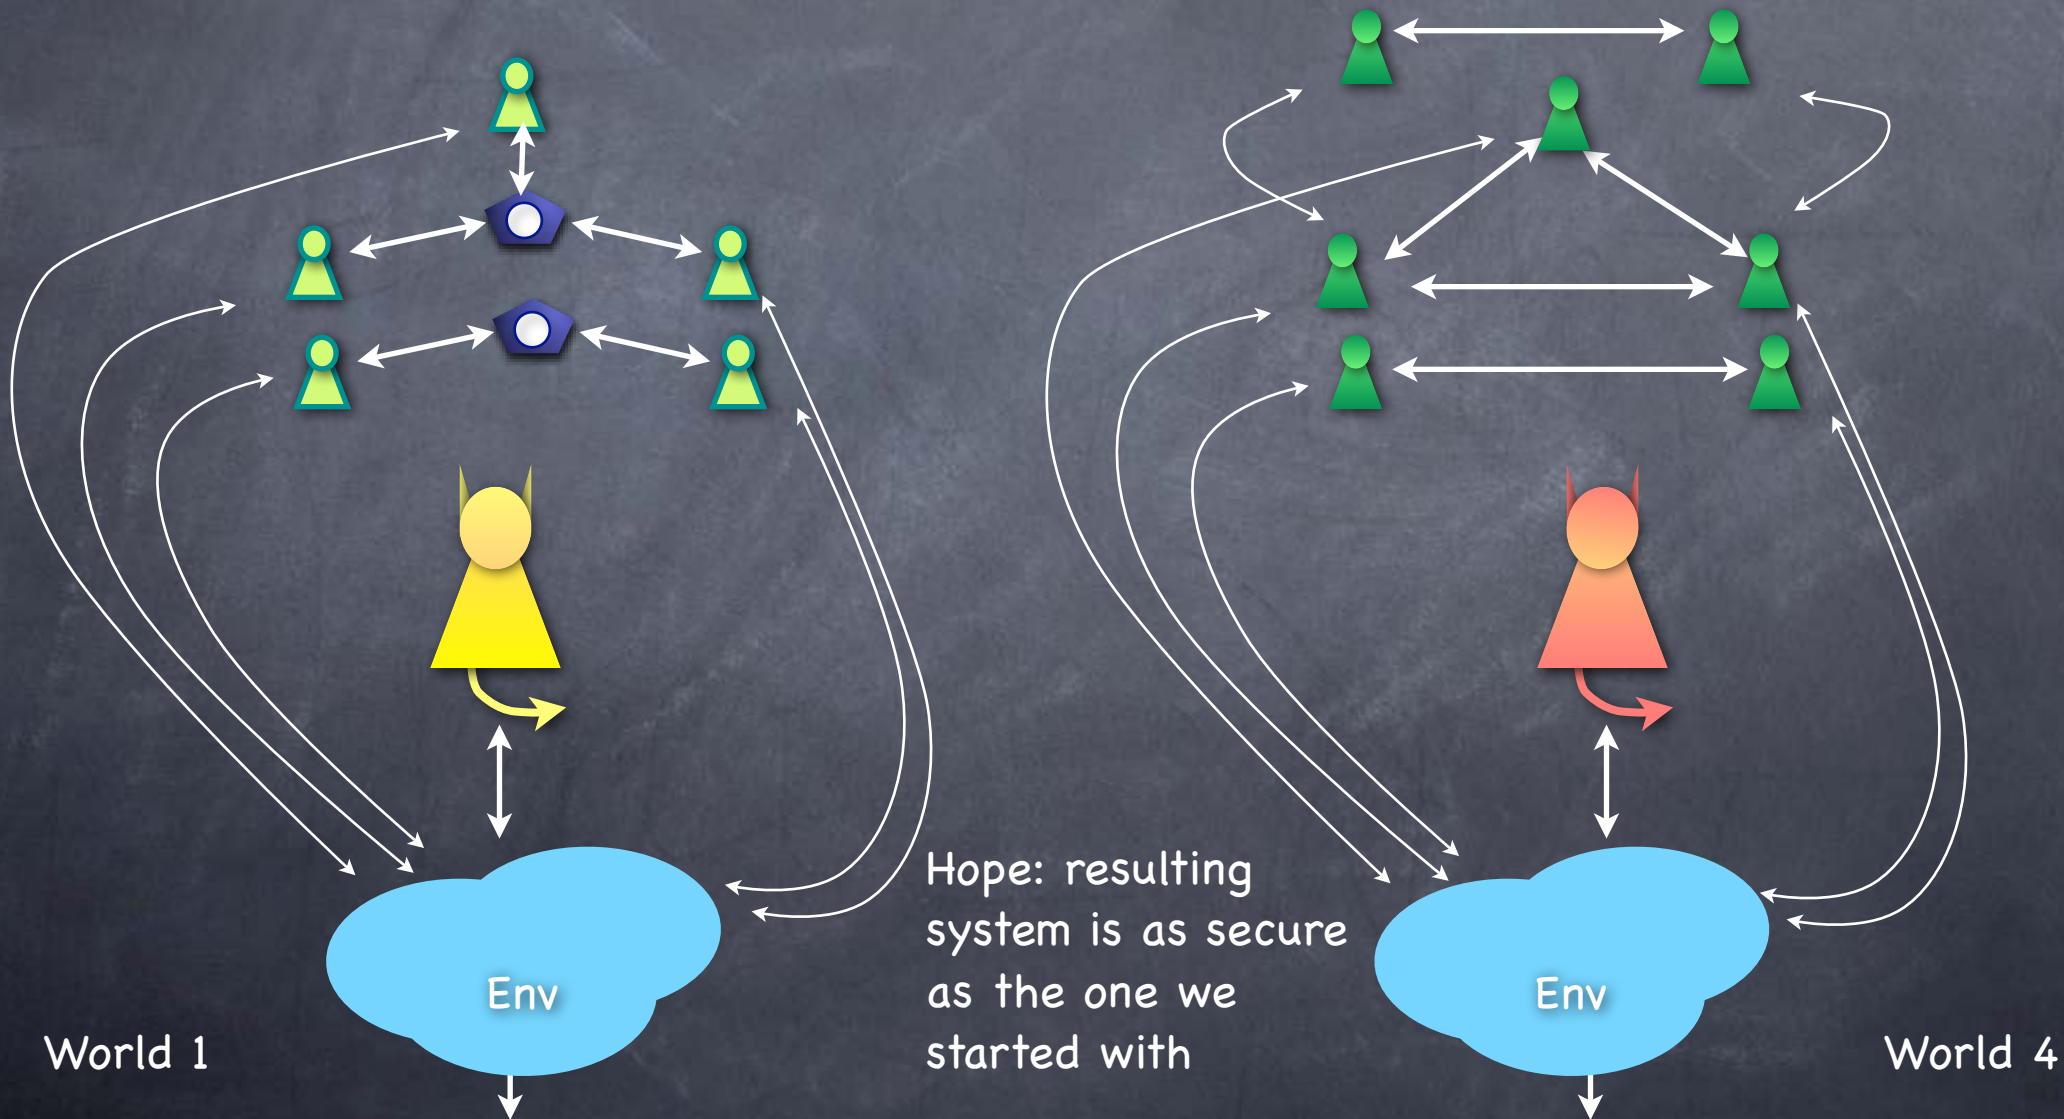 Hope: resulting
system is as secure
as the one we
started with
Env
Env
World 1
World 4